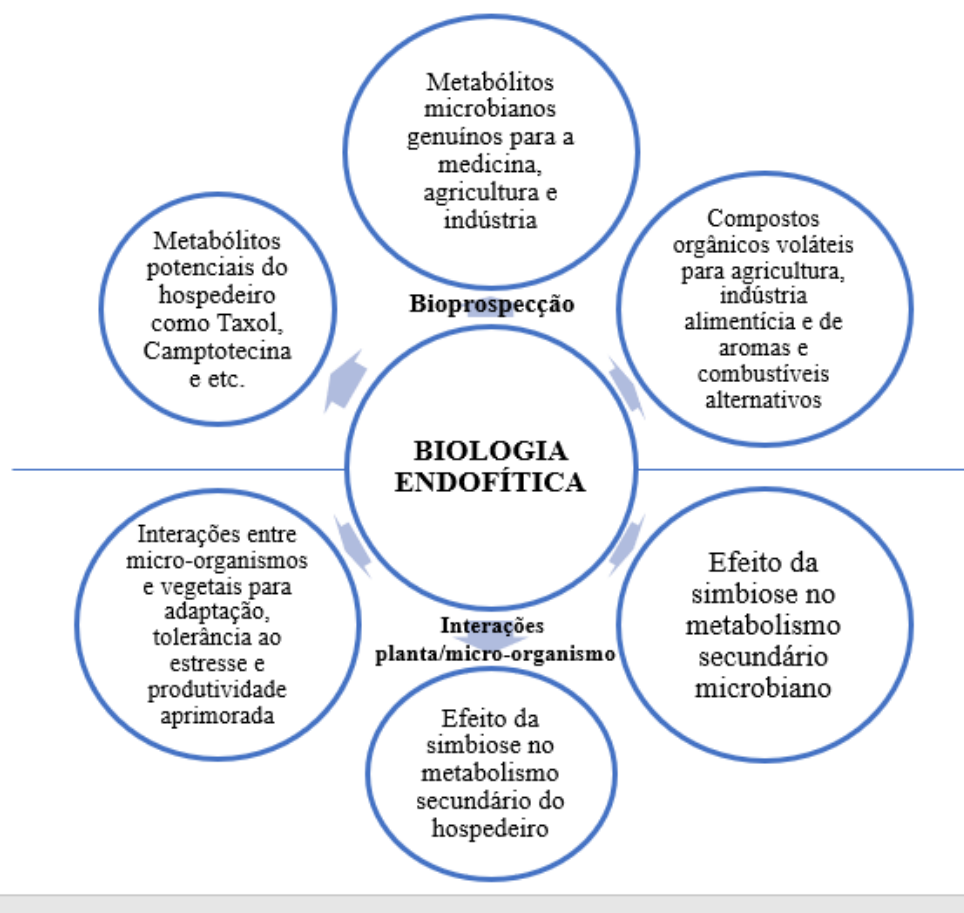 Metabólitos
microbianos
genuínos para a
medicina,
agricultura e
indústria
Metabólitos
potenciais do
hospedeiro
como Taxol,
Camptotecina
e etc.
Compostos
orgânicos voláteis
para agricultura,
indústria
alimentícia e de
aromas e
combustíveis
alternativos
Bioprospecção
BIOLOGIA
ENDOFÍTICA
Interações entre
micro-organismos
e vegetais para
adaptação,
tolerância ao
estresse e
produtividade
aprimorada
Efeito da
simbiose no
metabolismo
secundário
microbiano
Interações
planta/micro-organismo
Efeito da
simbiose no
metabolismo
secundário do
hospedeiro